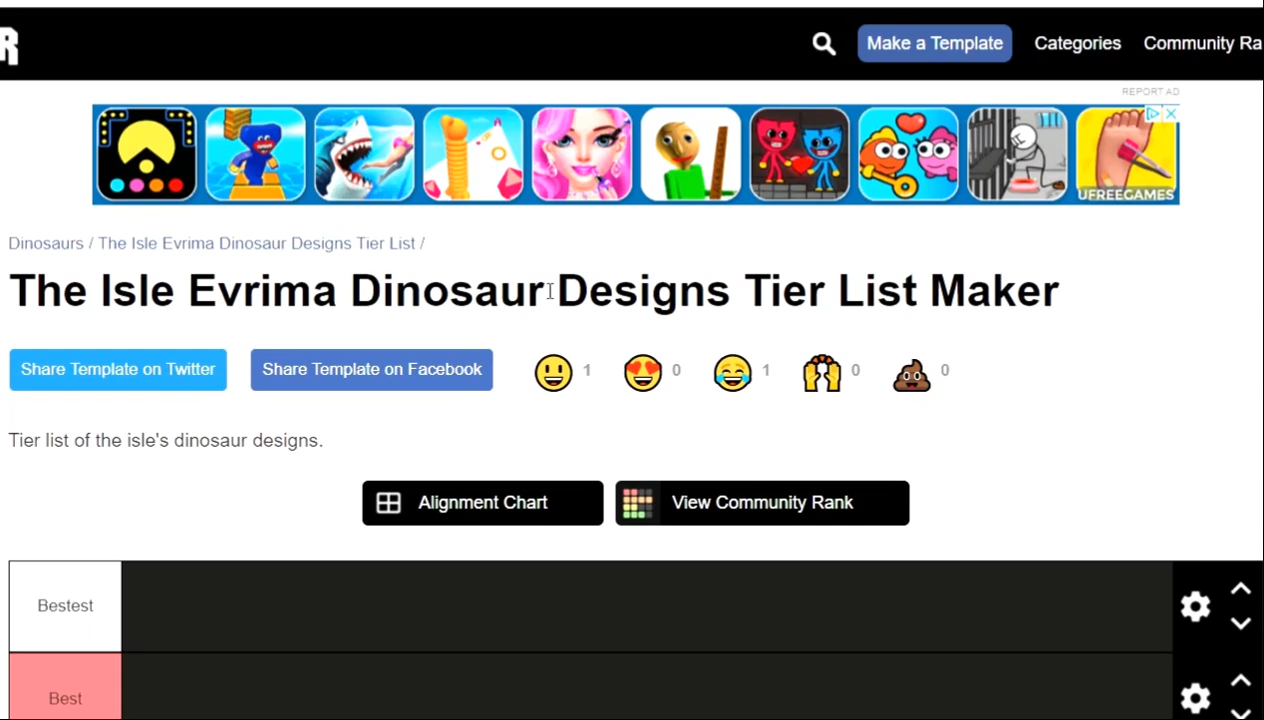 R
Make a Template
Categories
Community Ra
REPORT AD
UFREEGAMES
Dinosaurs / The Isle Evrima Dinosaur Designs Tier List /
The Isle Evrima Dinosaur Designs Tier List Maker
Share Template on Twitter
Share Template on Facebook
1
0
1
0
0
Tier list of the isle's dinosaur designs.
Alignment Chart
View Community Rank
Bestest
Best